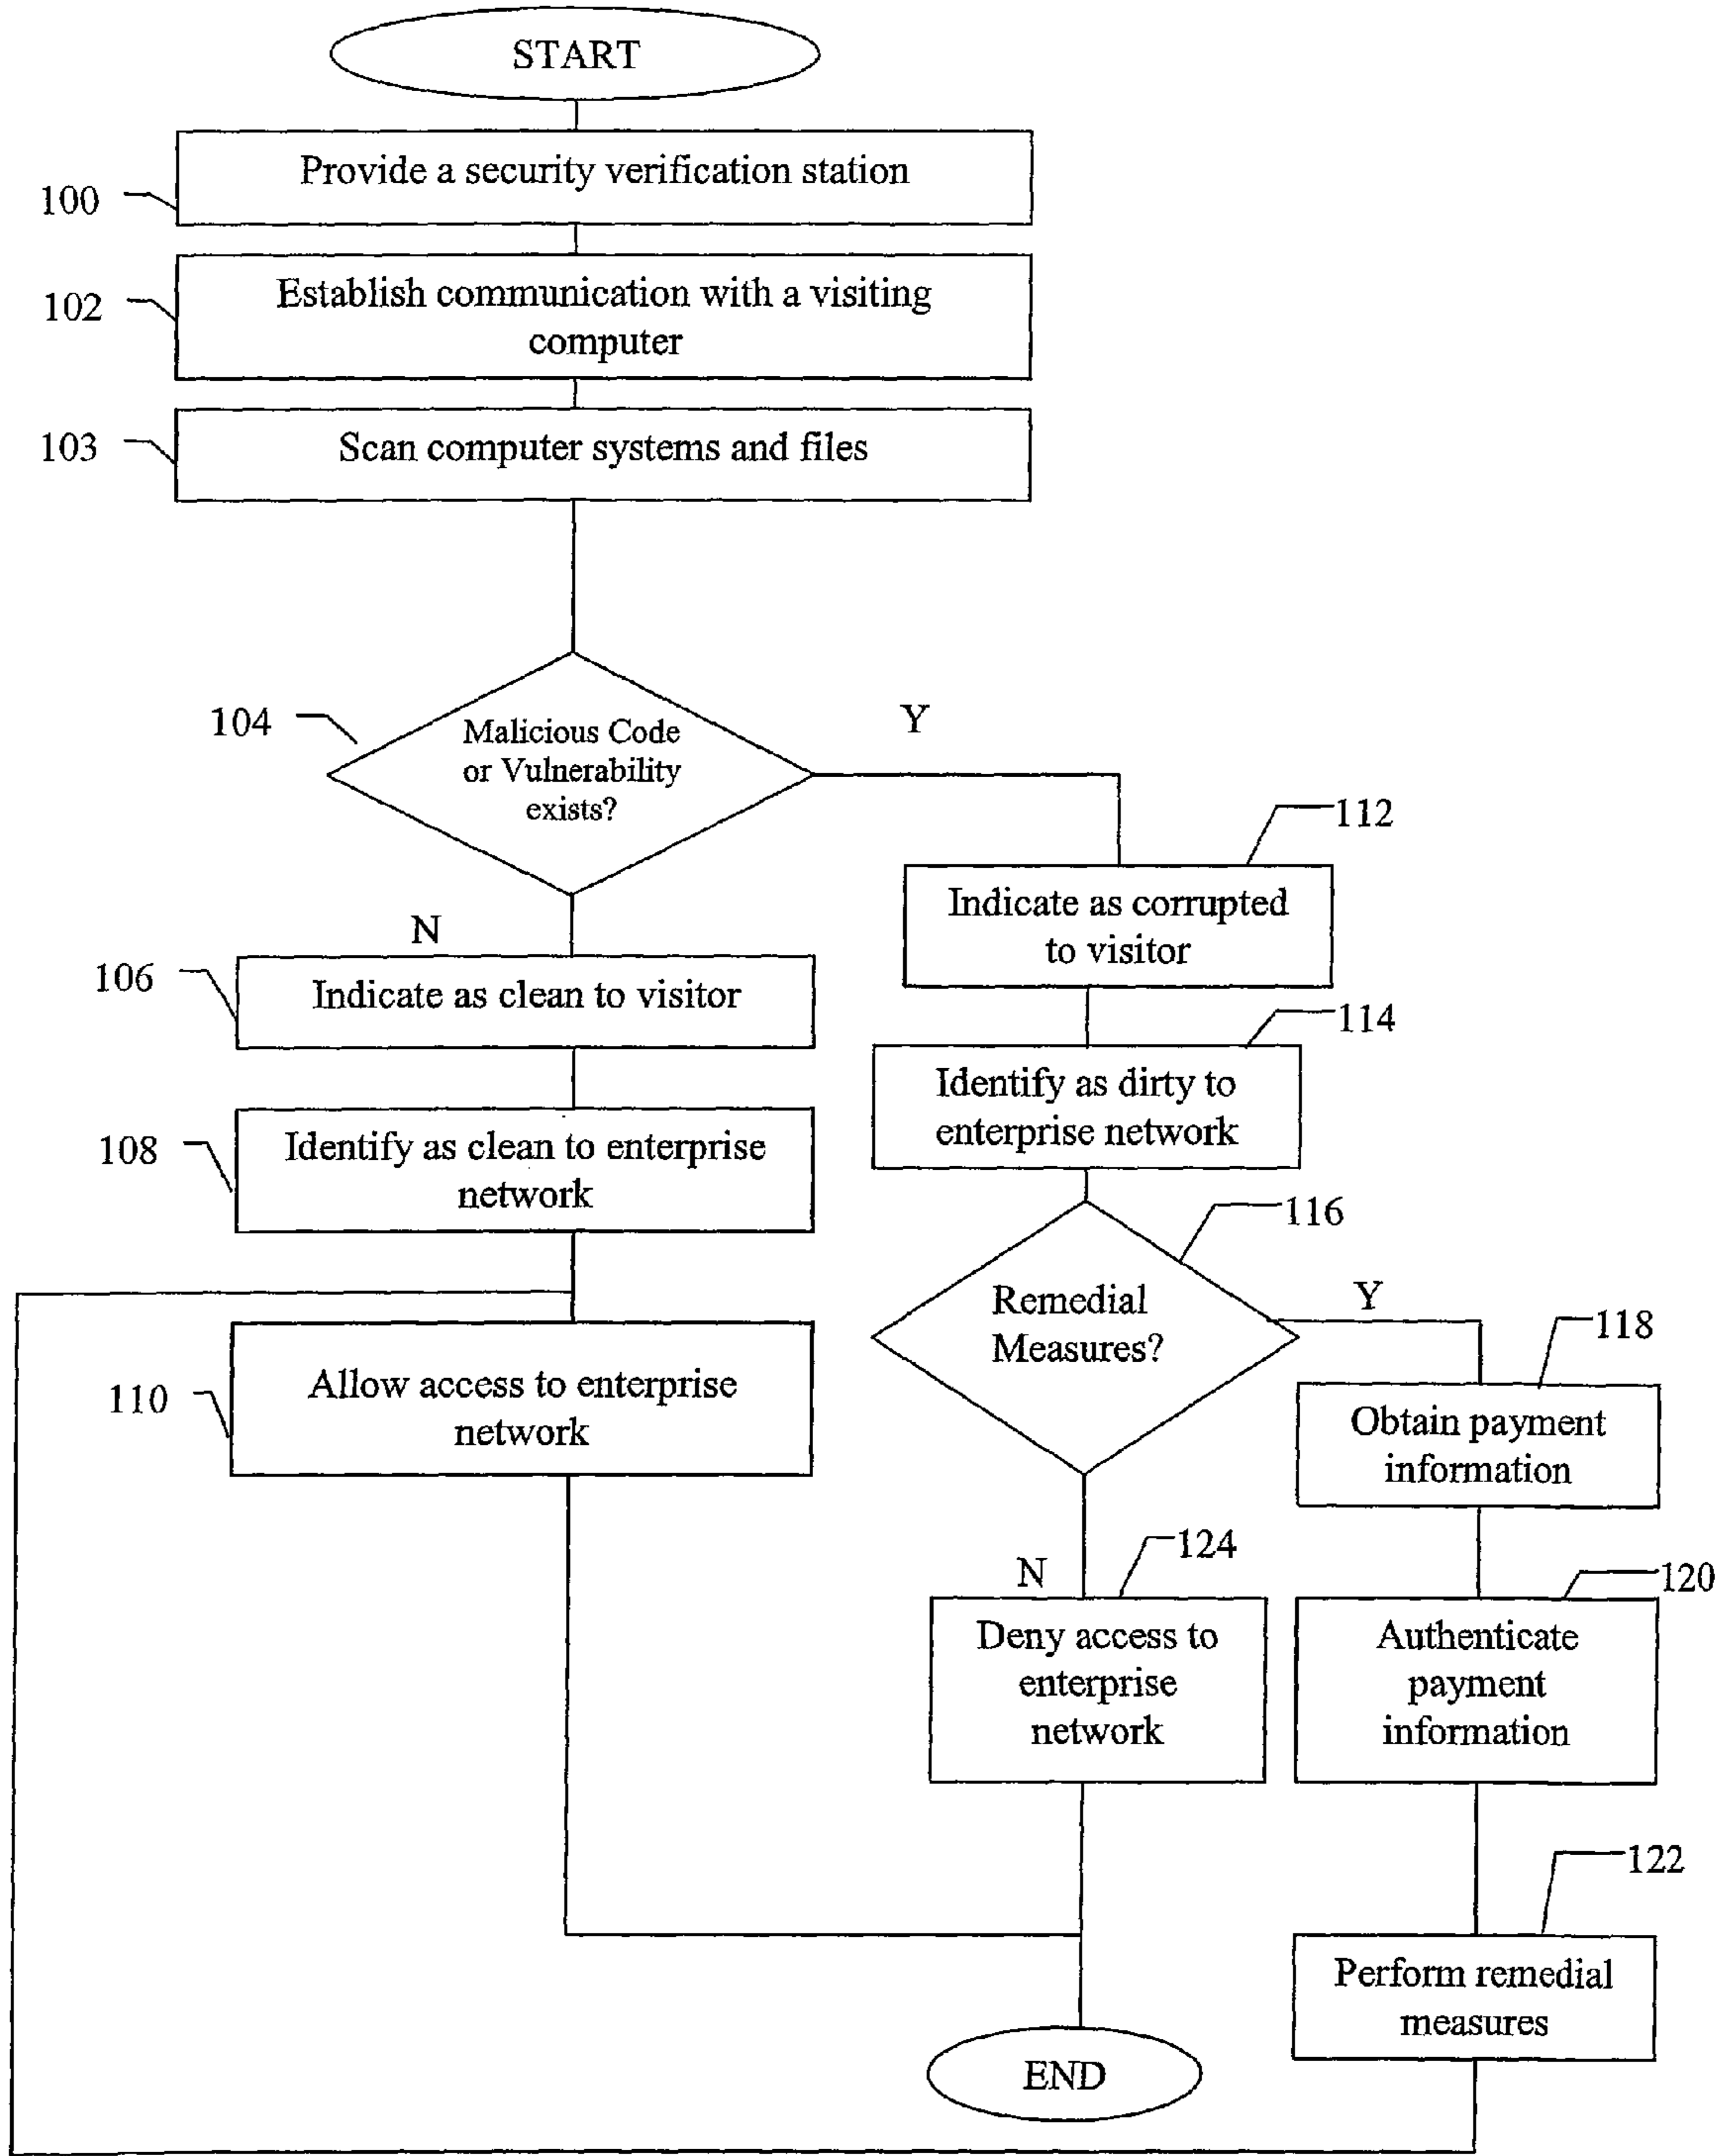 START
Provide a security verification station
100
Establish communication with a visiting
computer
102
Scan computer systems and files
103
Malicious Code
or Vulnerability
exists?
104
Y
112
Indicate as corrupted
to visitor
N
106
Indicate as clean to visitor
114
Identify as dirty to
enterprise network
108
Identify as clean to enterprise
network
116
Remedial
Measures?
Y
118
Obtain payment
information
110
Allow access to enterprise
network
N
124
Deny access to
enterprise
network
120
Authenticate
payment
information
122
Perform remedial
measures
END